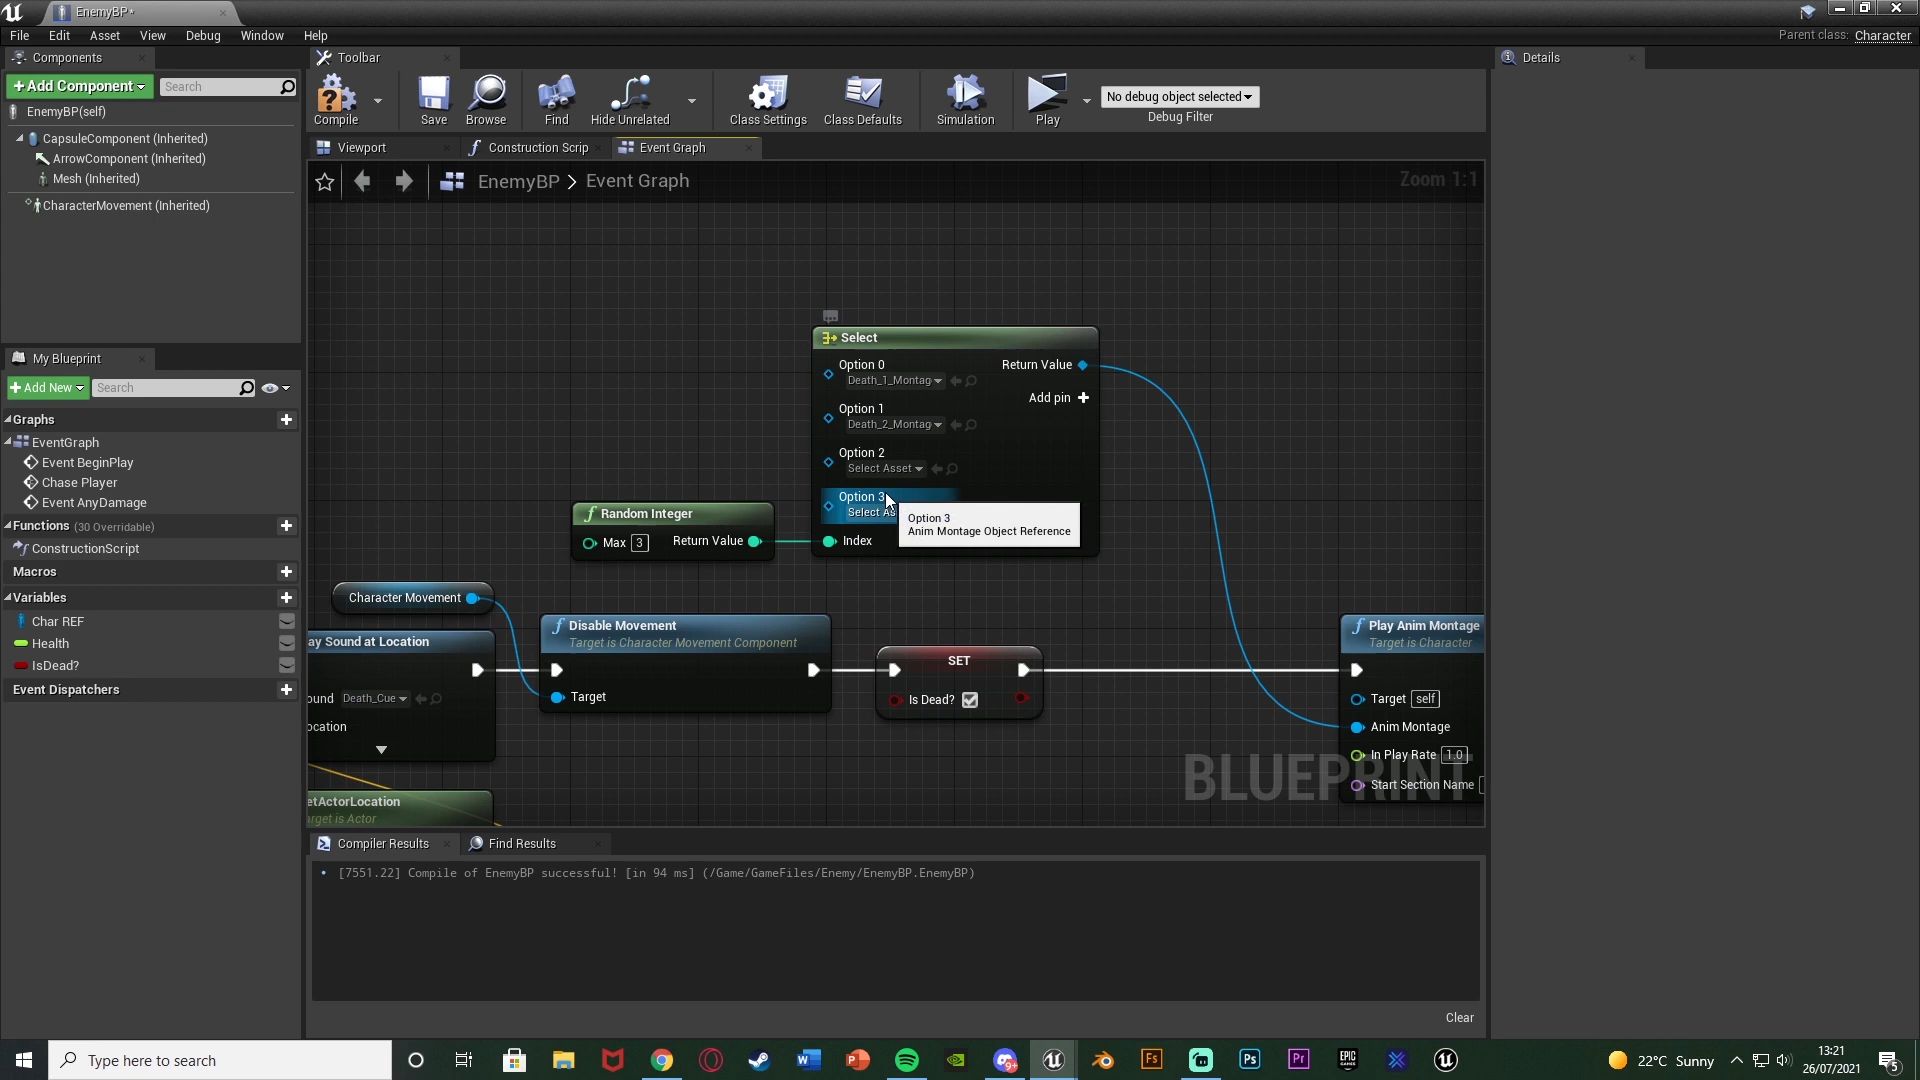 EnemyBP*
File Edit Asset View Debug Window Help
Parent class: Character
Components
Toolbar
Details
+Add Component
Search
EnemyBP(self)
CapsuleComponent (Inherited)
ArrowComponent (Inherited)
Mesh (Inherited)
CharacterMovement (Inherited)
Compile
Save
Browse
Find
Hide Unrelated
Class Settings
Class Defaults
Simulation
Play
No debug object selected
Debug Filter
Viewport
Construction Scrip
Event Graph
EnemyBP > Event Graph
Zoom 1:1
My Blueprint
+Add New
Search
Graphs
EventGraph
Event BeginPlay
Chase Player
Event AnyDamage
Functions (30 Overridable)
ConstructionScript
Macros
Variables
Char REF
Health
IsDead?
Event Dispatchers
Select
Option 0
Return Value
Death_1_Montag
Add pin +
Option 1
Death_2_Montag
Option 2
Select Asset
Option 3
Select As
Index
Option 3
Anim Montage Object Reference
Random Integer
Max 3
Return Value
Character Movement
ay Sound at Location
ound Death_Cue
ocation
etActorLocation
arget is Actor
Disable Movement
Target is Character Movement Component
Target
SET
Is Dead?
Play Anim Montage
Target is Character
Target self
Anim Montage
In Play Rate 1.0
Start Section Name
BLUEPRINT
Compiler Results
Find Results
• [7551.22] Compile of EnemyBP successful! [in 94 ms] (/Game/GameFiles/Enemy/EnemyBP.EnemyBP)
Clear
Type here to search
22°C Sunny
13:21
26/07/2021